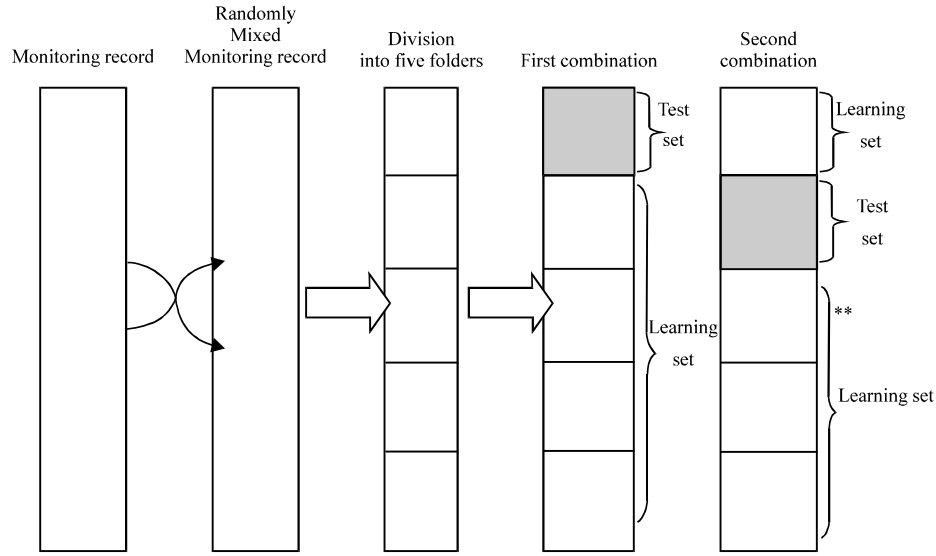 Monitoring record
Randomly
Mixed
Monitoring record
Division
into five folders
First combination
Second
combination
Test
set
Learning
set
Learning
set
Test
set
**
Learning set